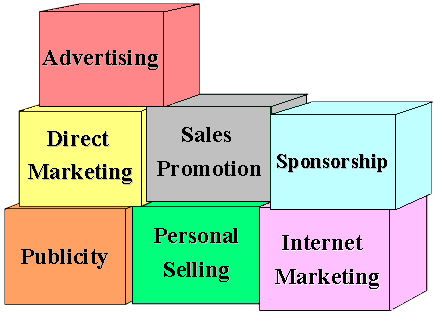 Advertising
Direct
Marketing
Sales
Promotion
Sponsorship
Publicity
Personal
Selling
Internet
Marketing